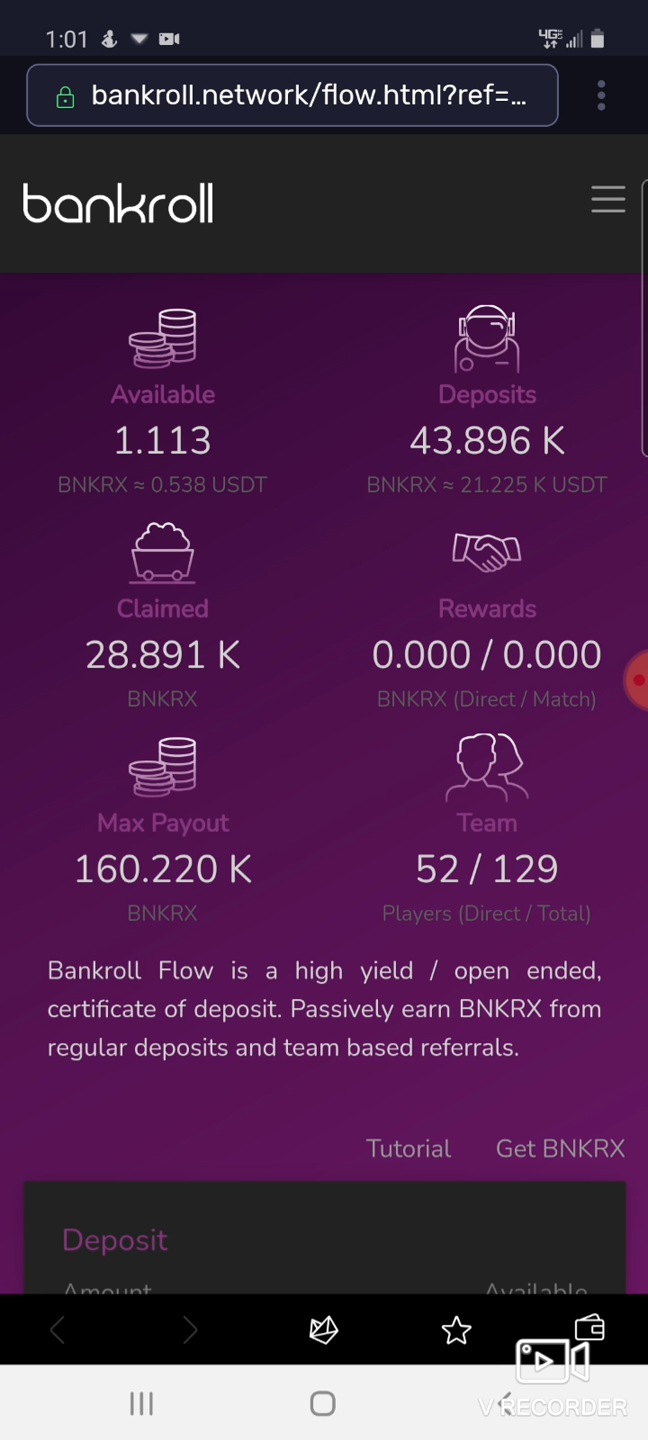 1:01
4G
bankroll.network/flow.html?ref=...
bankroll
Available
Deposits
1.113
43.896 K
BNKRX ≈ 0.538 USDT
BNKRX ≈ 21.225 K USDT
Claimed
Rewards
28.891 K
0.000 / 0.000
BNKRX
BNKRX (Direct / Match)
Max Payout
Team
160.220 K
52 / 129
BNKRX
Players (Direct / Total)
Bankroll Flow is a high yield / open ended,
certificate of deposit. Passively earn BNKRX from
regular deposits and team based referrals.
Tutorial
Get BNKRX
Deposit
Amount
Available
V RECORDER